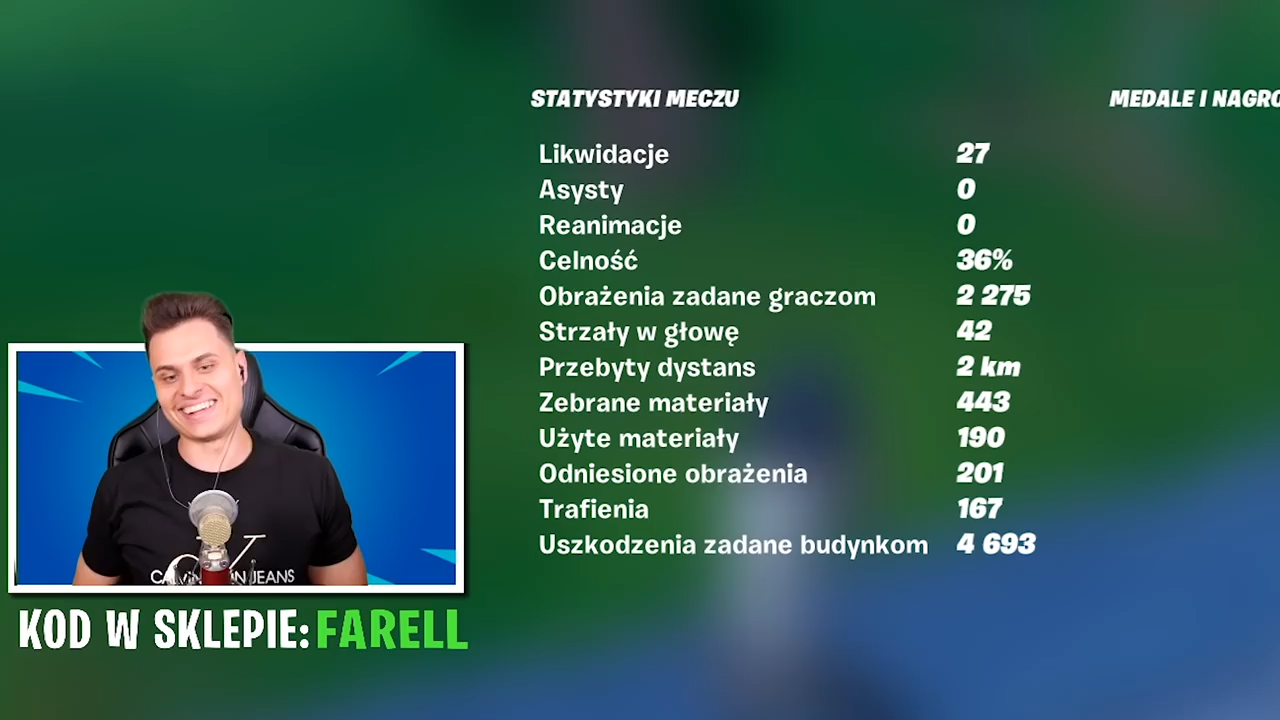 STATYSTYKI MECZU
MEDALE I NAGRO
Likwidacje 27
Asysty 0
Reanimacje 0
Celność 36%
Obrażenia zadane graczom 2 275
Strzały w głowę 42
Przebyty dystans 2 km
Zebrane materiały 443
Użyte materiały 190
Odniesione obrażenia 201
Trafienia 167
Uszkodzenia zadane budynkom 4 693
JEANS
KOD W SKLEPIE: FARELL